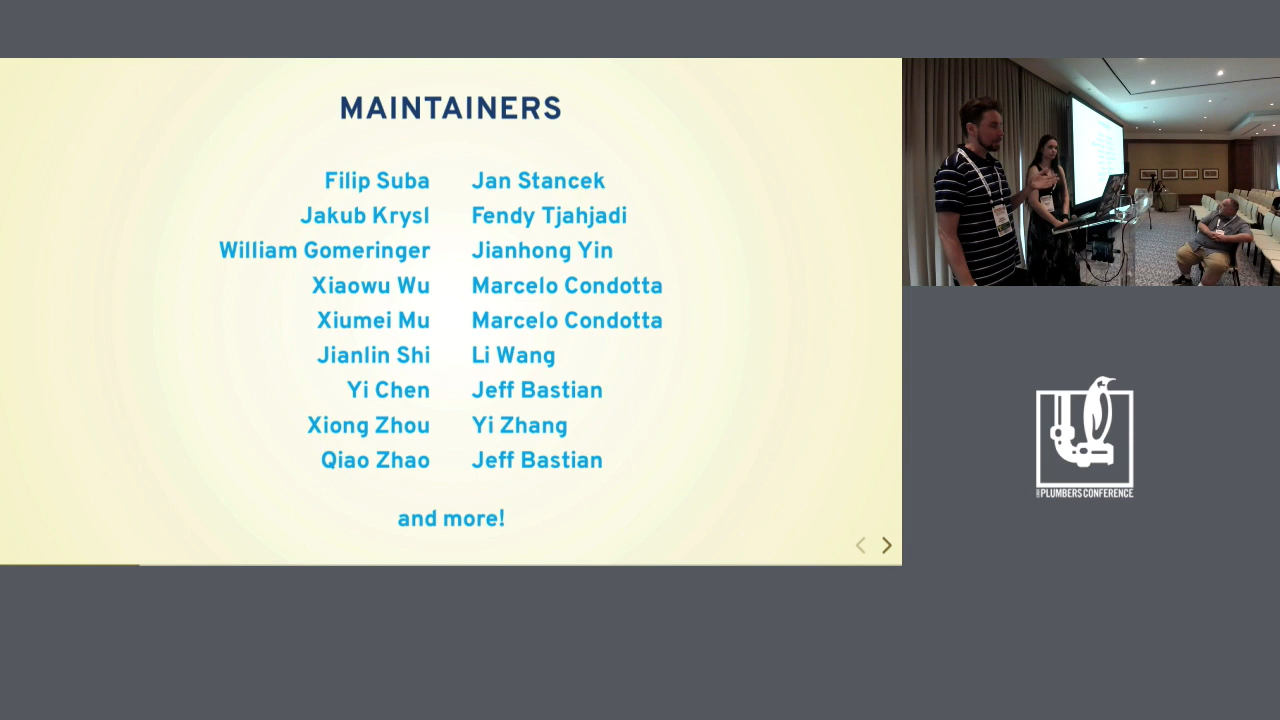 MAINTAINERS
Filip Suba Jan Stancek
Jakub Krysl Fendy Tjahjadi
William Gomeringer Jianhong Yin
Xiaowu Wu Marcelo Condotta
Xiumei Mu Marcelo Condotta
Jianlin Shi Li Wang
Yi Chen Jeff Bastian
Xiong Zhou Yi Zhang
Qiao Zhao Jeff Bastian
and more!
PLUMBERS CONFERENCE